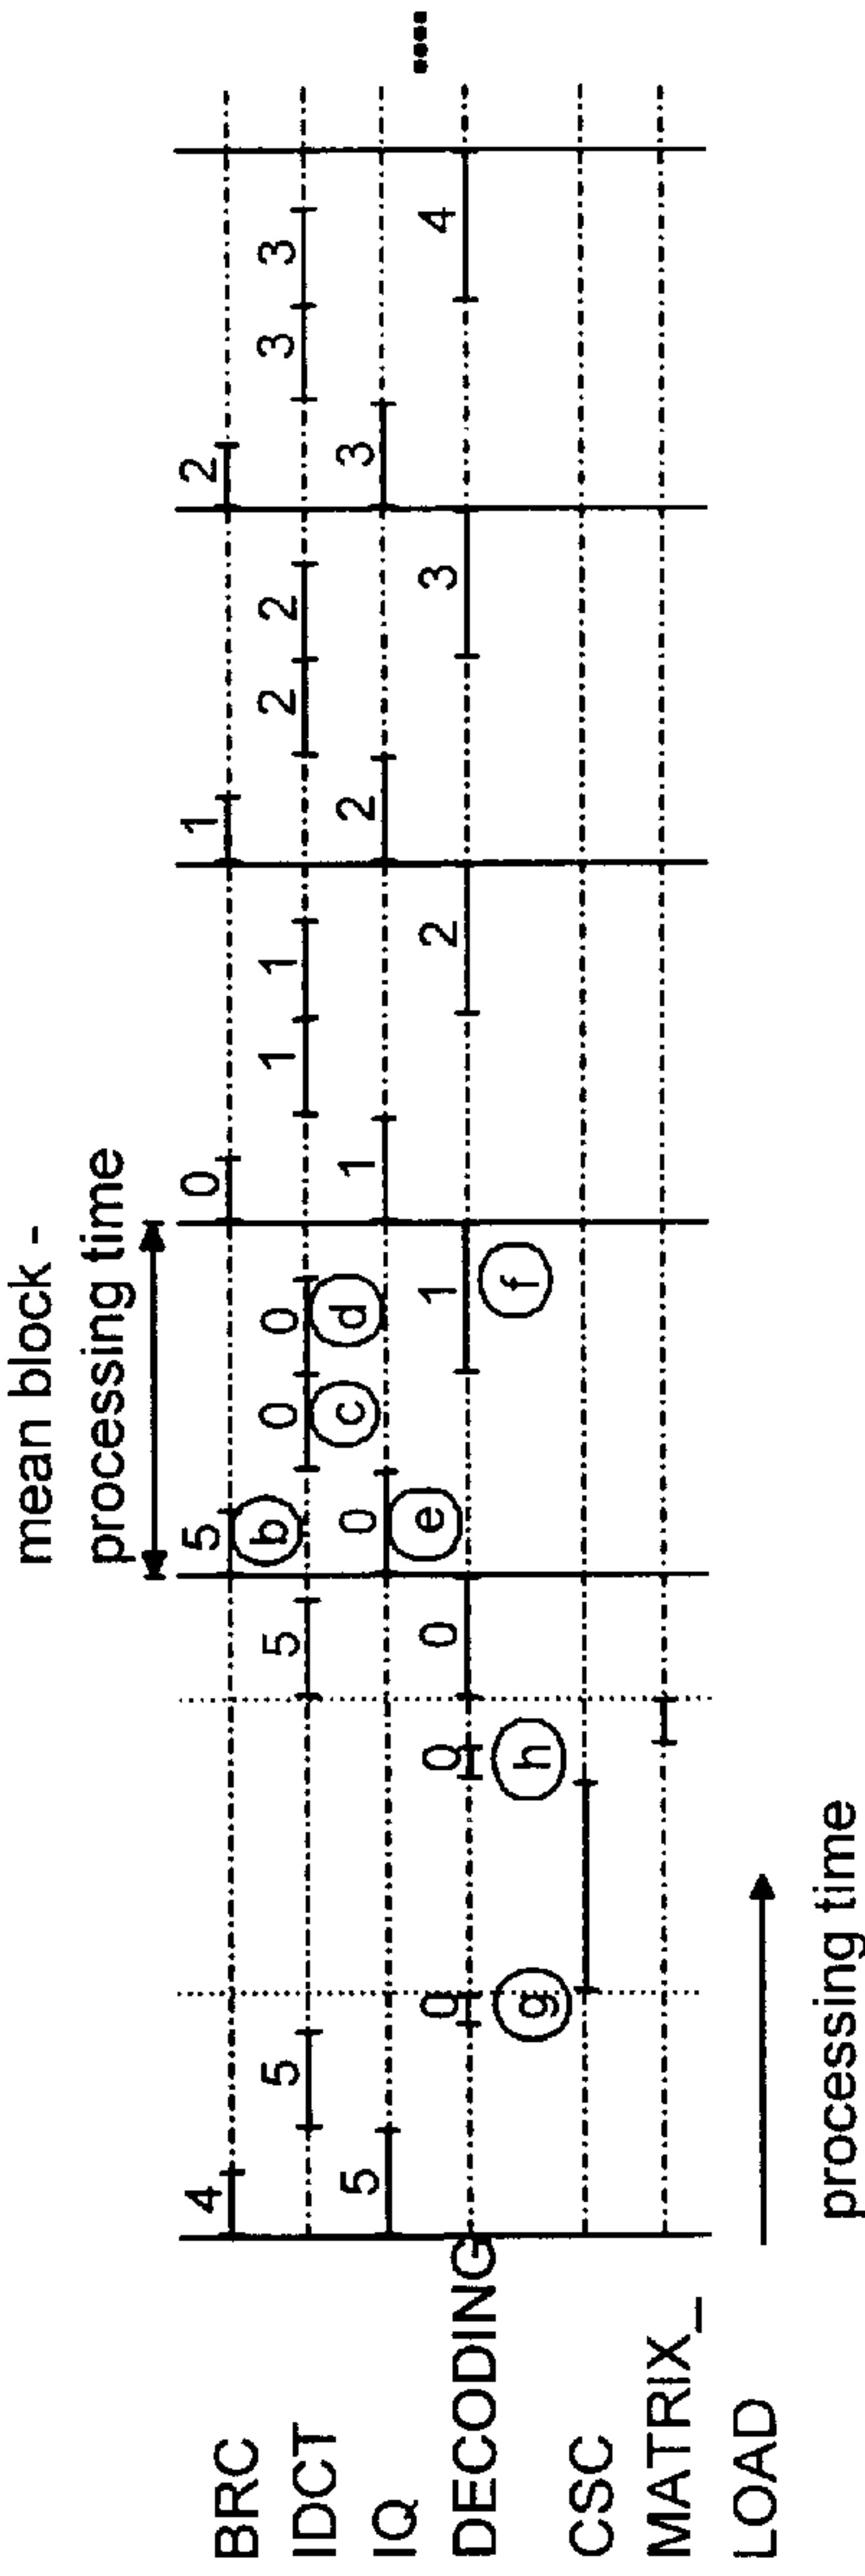 mean block -
processing time
BRC 4 5 0 1 2
IDCT 5 5 0 0 1 1 2 2 3 3
IQ 5 0 1 2 3
DECODING 0 0 0 1 2 3 4
CSC
MATRIX_
LOAD
b
c
d
e
f
g
h
processing time